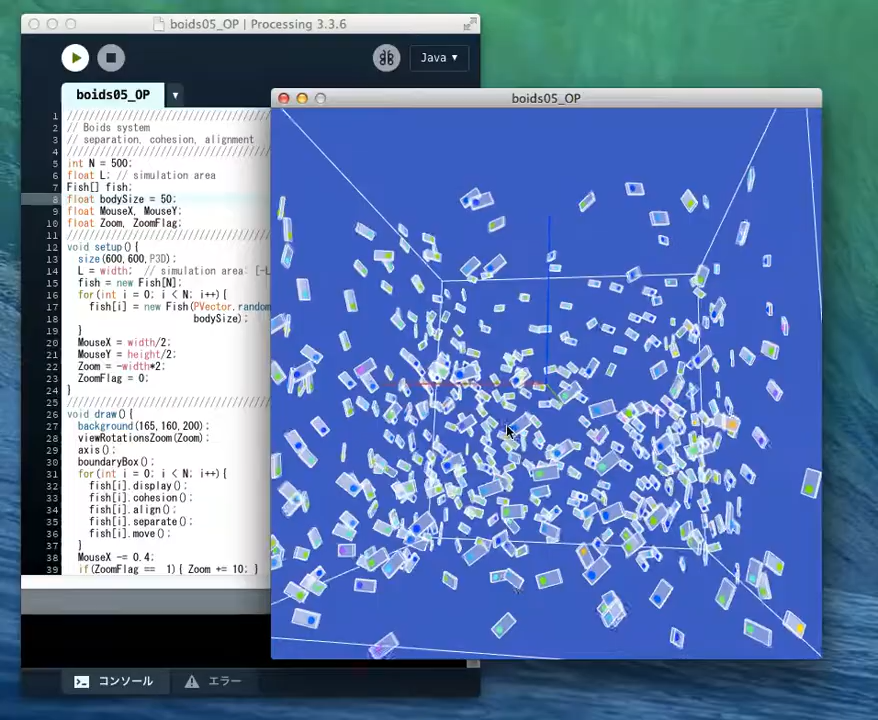 boids05_OP | Processing 3.3.6
Java ▼
boids05_OP
▼
boids05_OP
1 ////////////////////////////////
2 // Boids system
3 // separation, cohesion, alignment
4 ////////////////////////////////
5 int N = 500;
6 float L; // simulation area
7 Fish[] fish;
8 float bodySize = 50;
9 float MouseX, MouseY;
10 float Zoom, ZoomFlag;
11 ////////////////////////////////
12 void setup(){
13 size(600,600,P3D);
14 L = width; // simulation area: [-L
15 fish = new Fish[N];
16 for(int i = 0; i < N; i++){
17 fish[i] = new Fish(PVector.random
18 bodySize);
19 }
20 MouseX = width/2;
21 MouseY = height/2;
22 Zoom = -width*2;
23 ZoomFlag = 0;
24 }
25 ////////////////////////////////
26 void draw(){
27 background(165,160,200);
28 viewRotationsZoom(Zoom);
29 axis();
30 boundaryBox();
31 for(int i = 0; i < N; i++){
32 fish[i].display();
33 fish[i].cohesion();
34 fish[i].align();
35 fish[i].separate();
36 fish[i].move();
37 }
38 MouseX -= 0.4;
39 if(ZoomFlag == 1){ Zoom += 10; }
コンソール
エラー